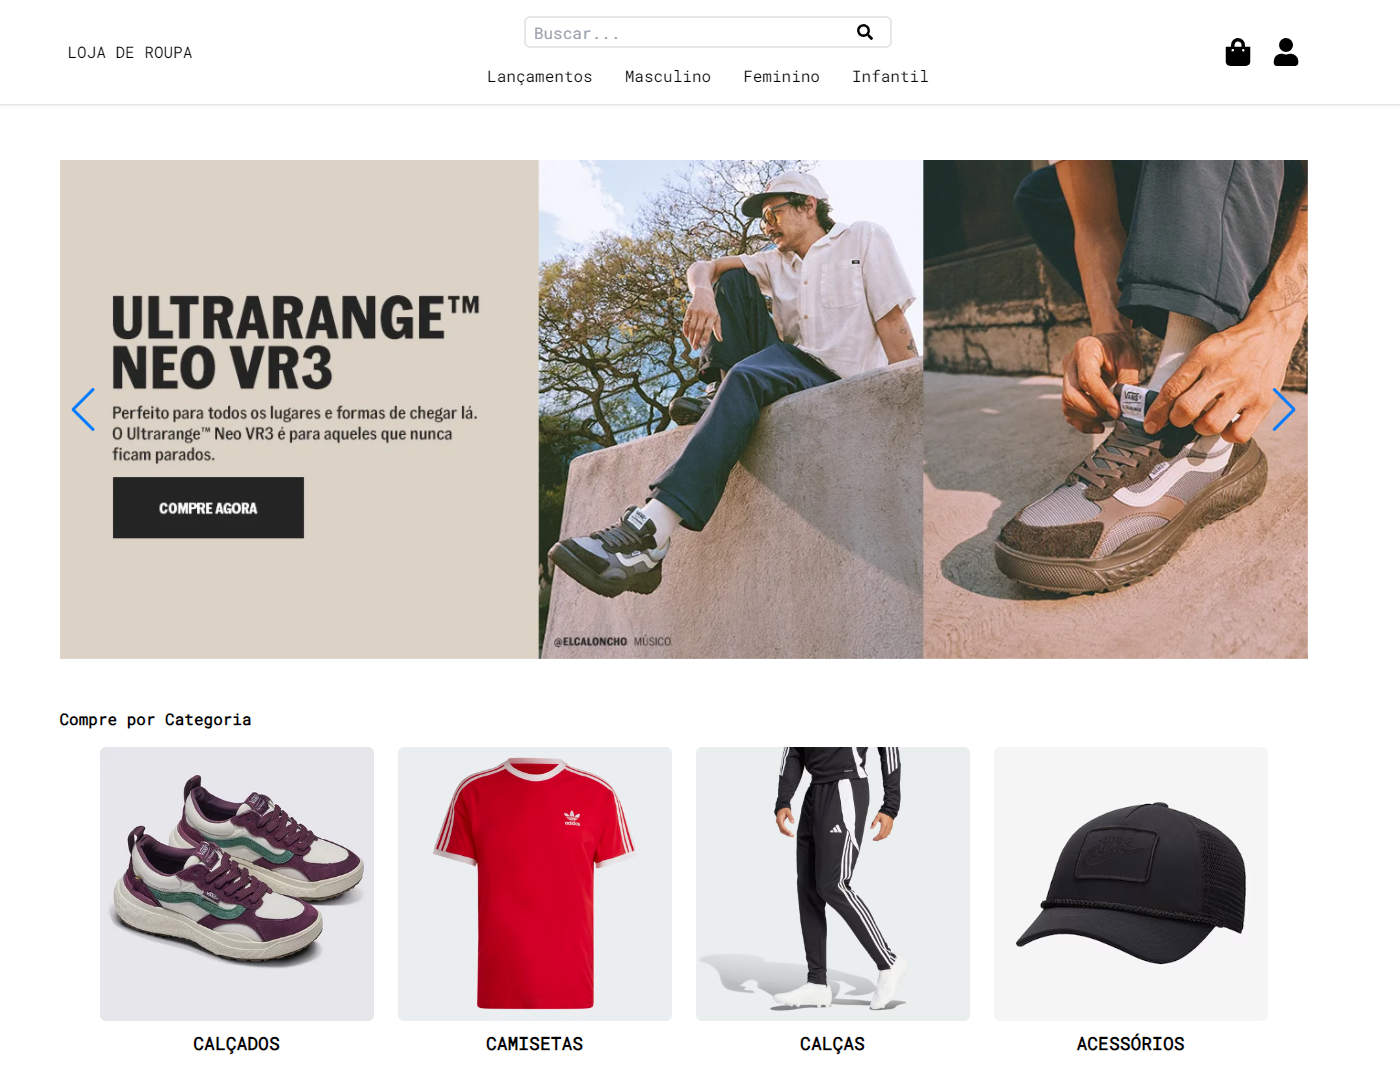 LOJA DE ROUPA
Buscar...
Lançamentos Masculino Feminino Infantil
ULTRARANGE™
NEO VR3
Perfeito para todos os lugares e formas de chegar lá.
O Ultrarange™ Neo VR3 é para aqueles que nunca
ficam parados.
COMPRE AGORA
@ELCALONCHO MÚSICO
VANS
Compre por Categoria
adidas
CALÇADOS
CAMISETAS
CALÇAS
ACESSÓRIOS